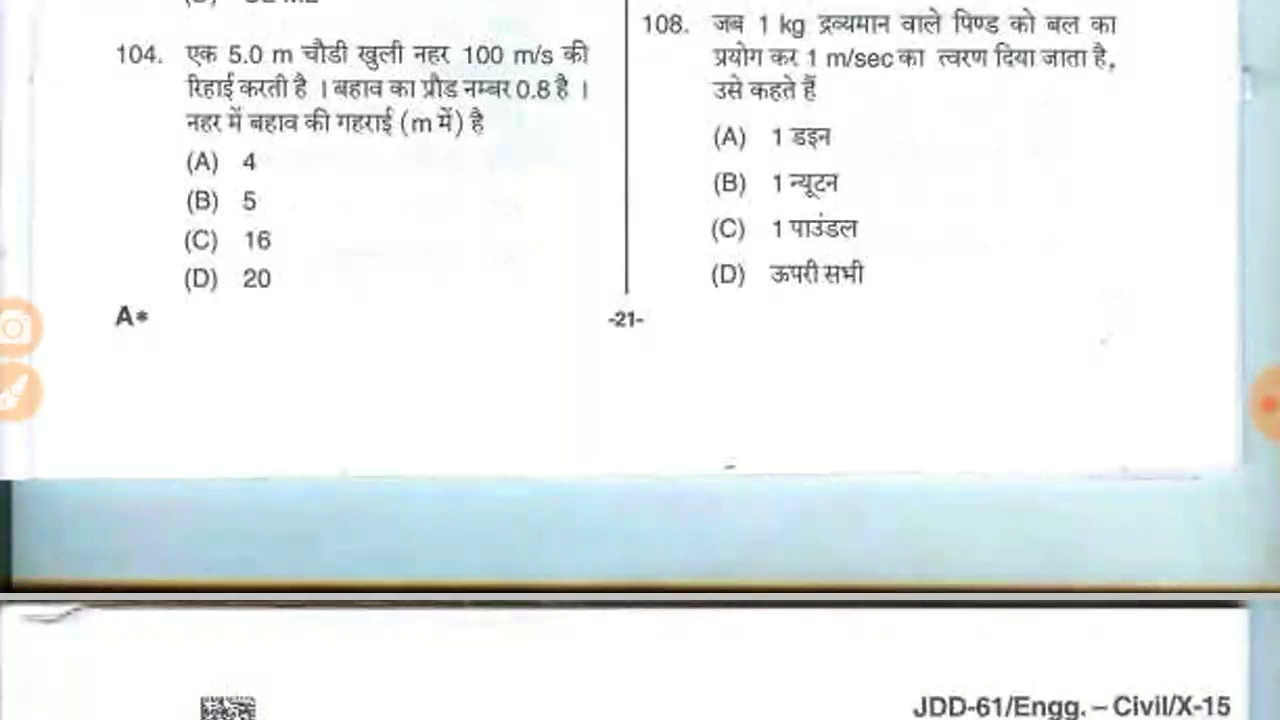 104. एक 5.0 m चौडी खुली नहर 100 m/s की
रिहाई करती है । बहाव का प्रौड नम्बर 0.8 है ।
नहर में बहाव की गहराई (m में) है
(A) 4
(B) 5
(C) 16
(D) 20
A*
108. जब 1 kg द्रव्यमान वाले पिण्ड को बल का
प्रयोग कर 1 m/sec का त्वरण दिया जाता है,
उसे कहते हैं
(A) 1 डइन
(B) 1 न्यूटन
(C) 1 पाउंडल
(D) ऊपरी सभी
-21-
JDD-61/Engg. – Civil/X-15